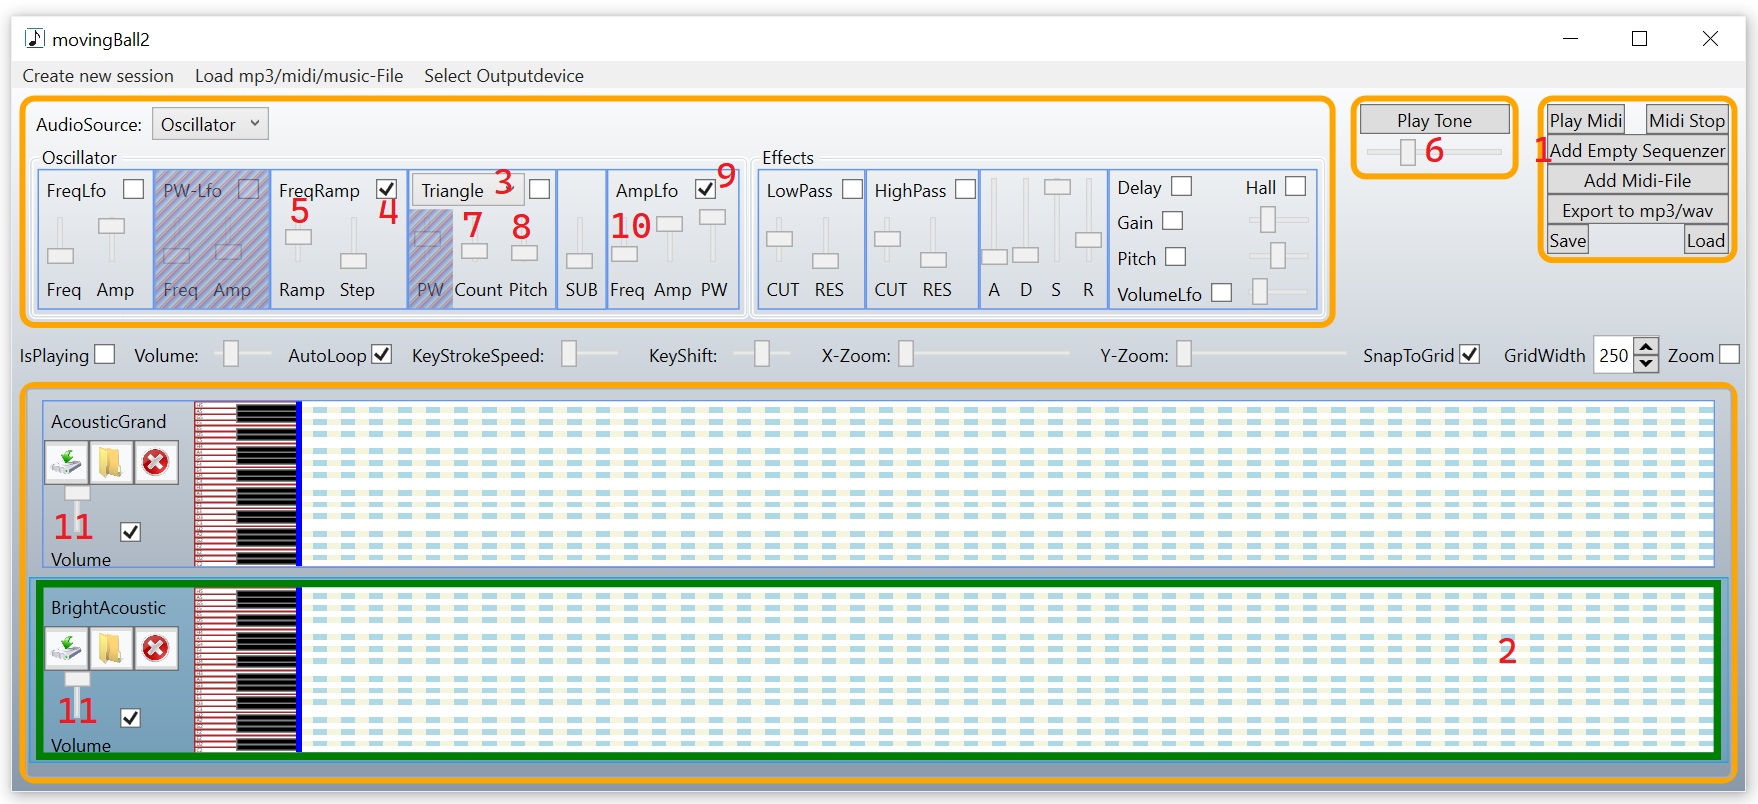 movingBall2
Create new session Load mp3/midi/music-File Select Outputdevice
AudioSource: Oscillator
Play Tone
6
Play Midi Midi Stop
1
Add Empty Sequenzer
Add Midi-File
Export to mp3/wav
Save Load
Oscillator
Effects
FreqLfo
Freq Amp
PW-Lfo
Freq Amp
FreqRamp
4
5
Ramp Step
Triangle
3
7 8
PW Count Pitch
SUB
AmpLfo
9
10
Freq Amp PW
LowPass
CUT RES
HighPass
CUT RES
A D S R
Delay Hall
Gain
Pitch
VolumeLfo
IsPlaying Volume: AutoLoop KeyStrokeSpeed: KeyShift: X-Zoom: Y-Zoom: SnapToGrid GridWidth 250 Zoom
AcousticGrand
11
Volume
BrightAcoustic
2
11
Volume